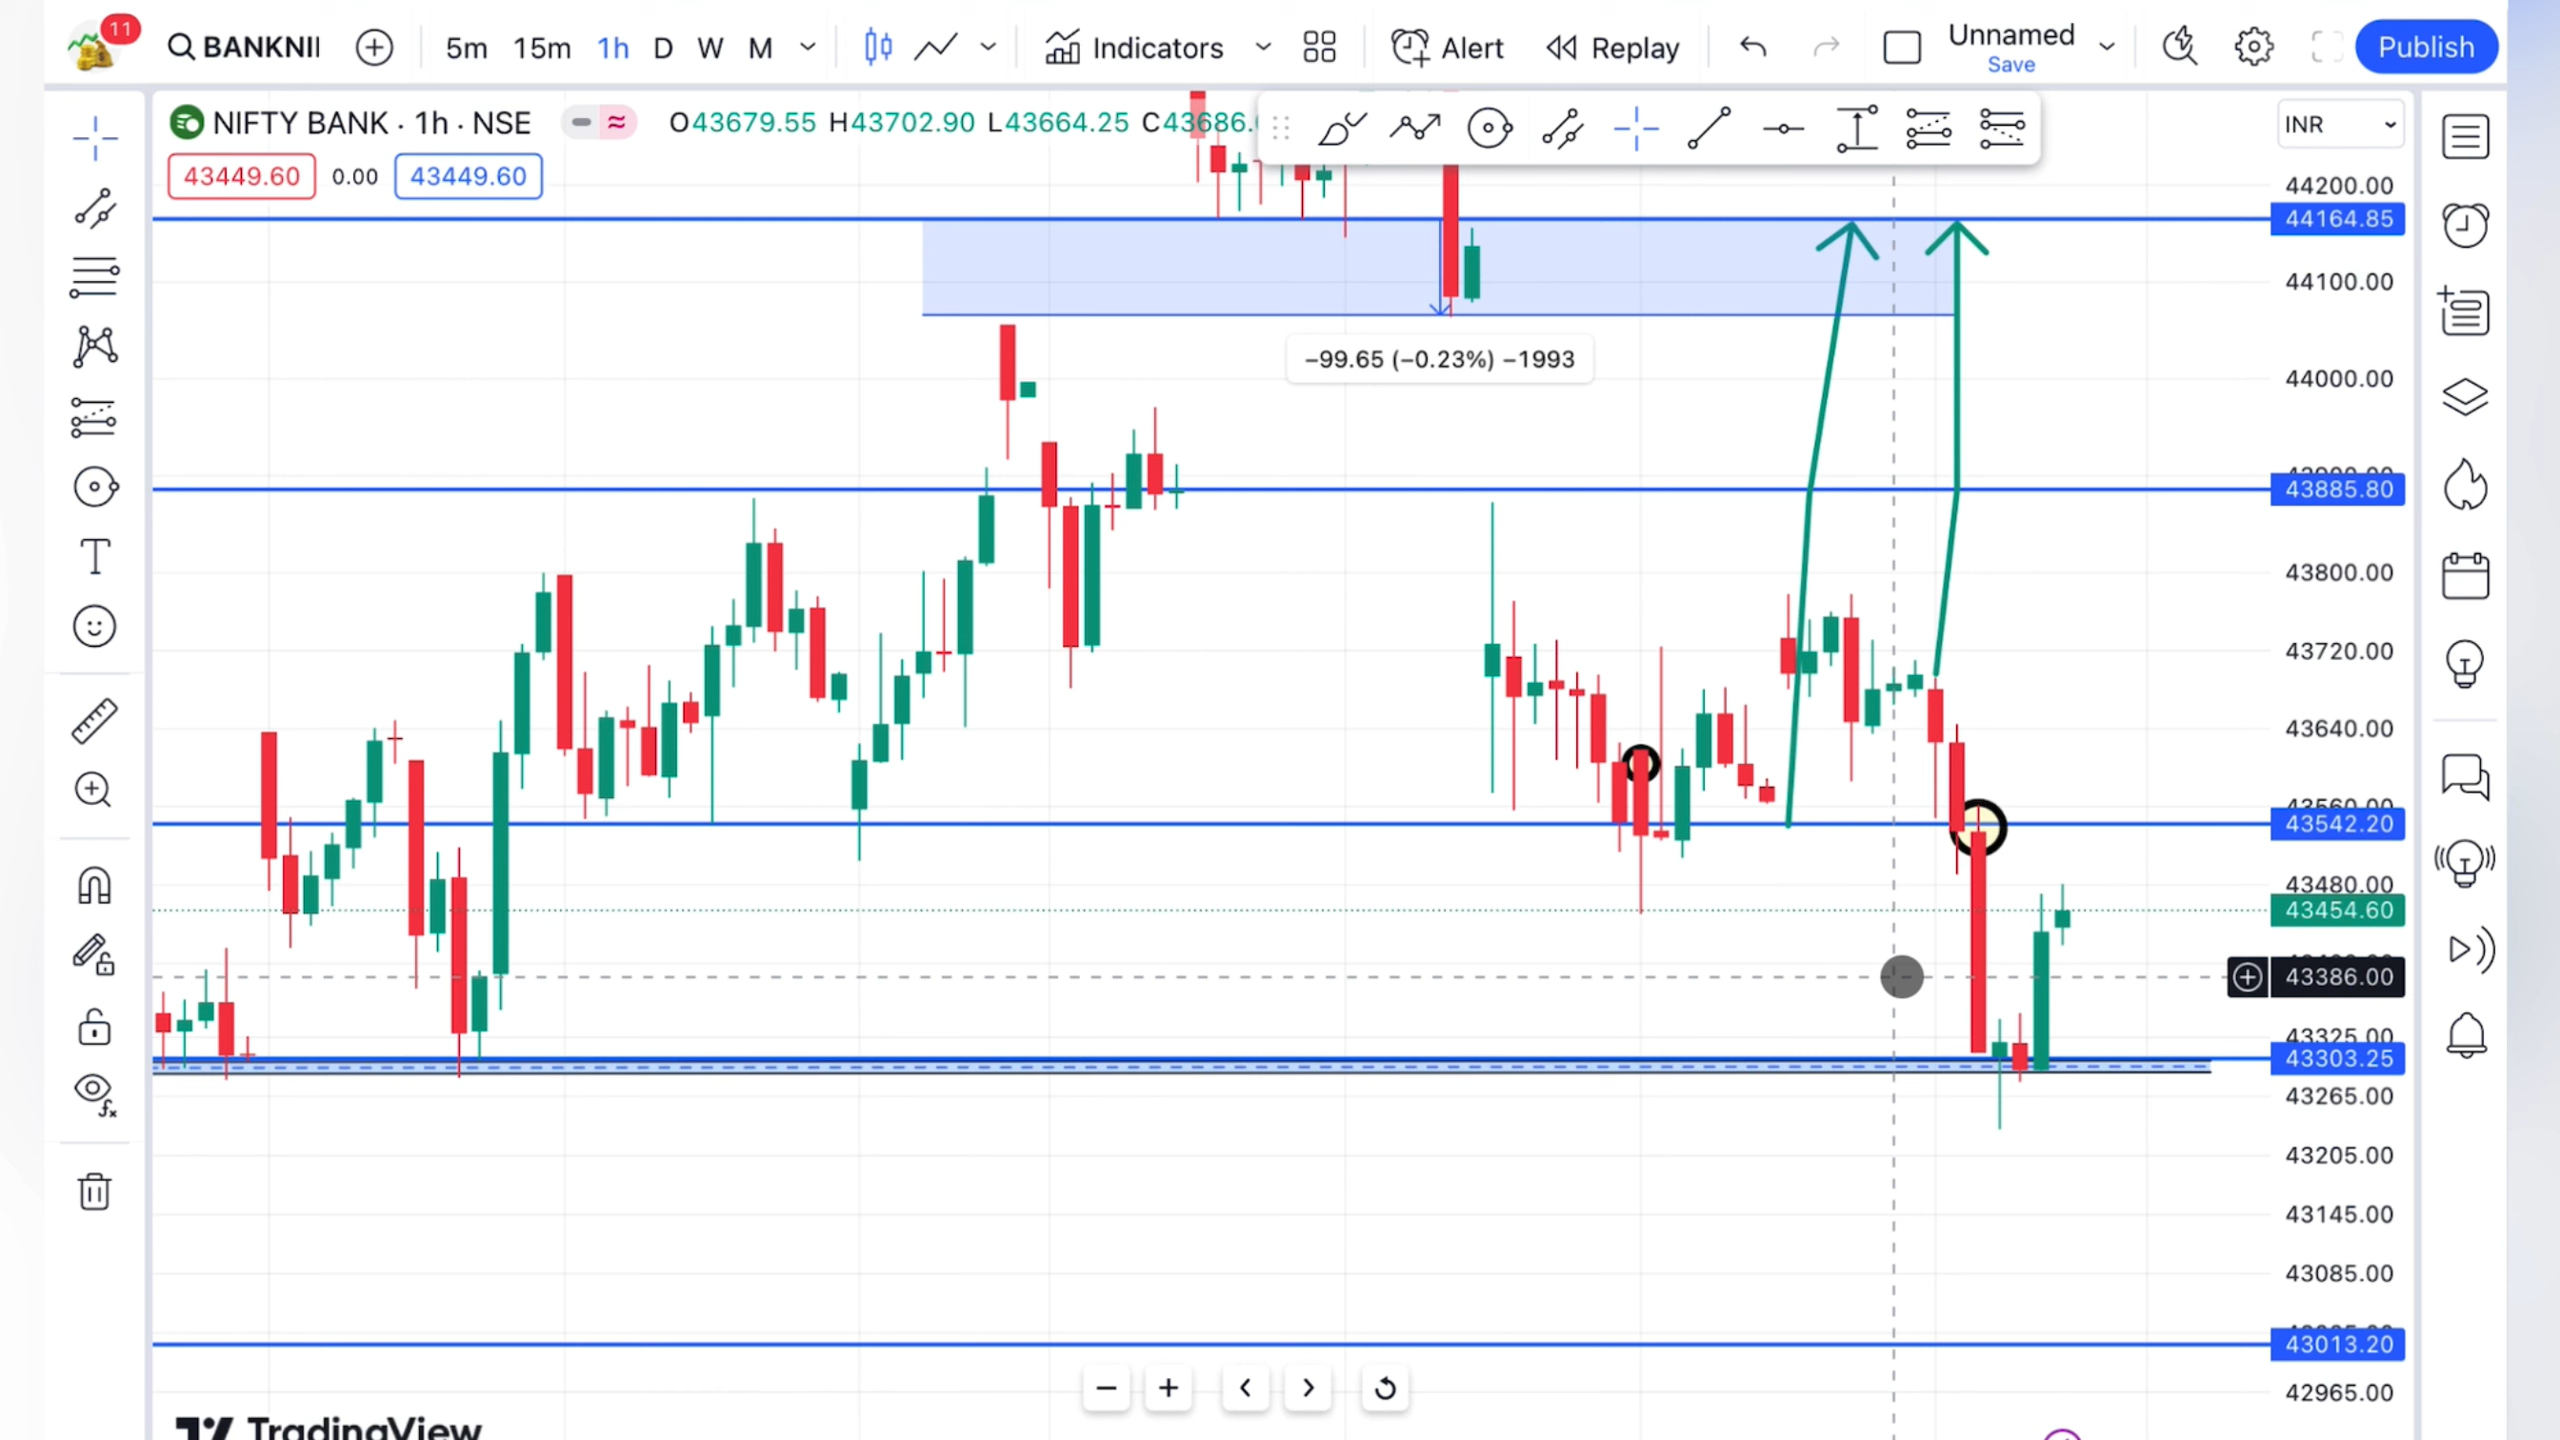 11
BANKNI
5m 15m 1h D W M
Indicators
Alert
Replay
Unnamed
Save
Publish
NIFTY BANK · 1h · NSE
O43679.55 H43702.90 L43664.25 C43686.
INR
43449.60 0.00 43449.60
44200.00
44164.85
44100.00
−99.65 (−0.23%) −1993
44000.00
43885.80
43800.00
43720.00
43640.00
43542.20
43480.00
43454.60
43386.00
43325.00
43303.25
43265.00
43205.00
43145.00
43085.00
43013.20
42965.00
TradingView